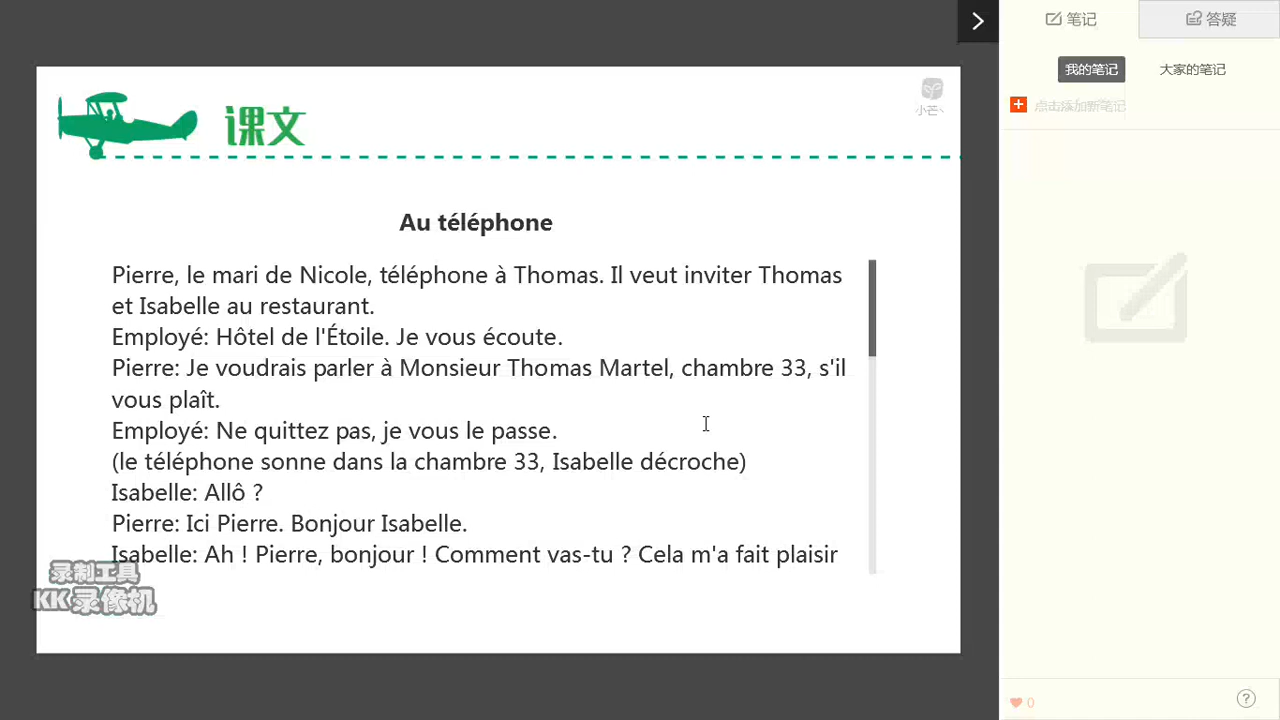 笔记
答疑
我的笔记
大家的笔记
点击添加新笔记
小芒丶
课文
Au téléphone
Pierre, le mari de Nicole, téléphone à Thomas. Il veut inviter Thomas
et Isabelle au restaurant.
Employé: Hôtel de l'Étoile. Je vous écoute.
Pierre: Je voudrais parler à Monsieur Thomas Martel, chambre 33, s'il
vous plaît.
Employé: Ne quittez pas, je vous le passe.
(le téléphone sonne dans la chambre 33, Isabelle décroche)
Isabelle: Allô ?
Pierre: Ici Pierre. Bonjour Isabelle.
Isabelle: Ah ! Pierre, bonjour ! Comment vas-tu ? Cela m'a fait plaisir
录制工具
KK 录像机
0
?